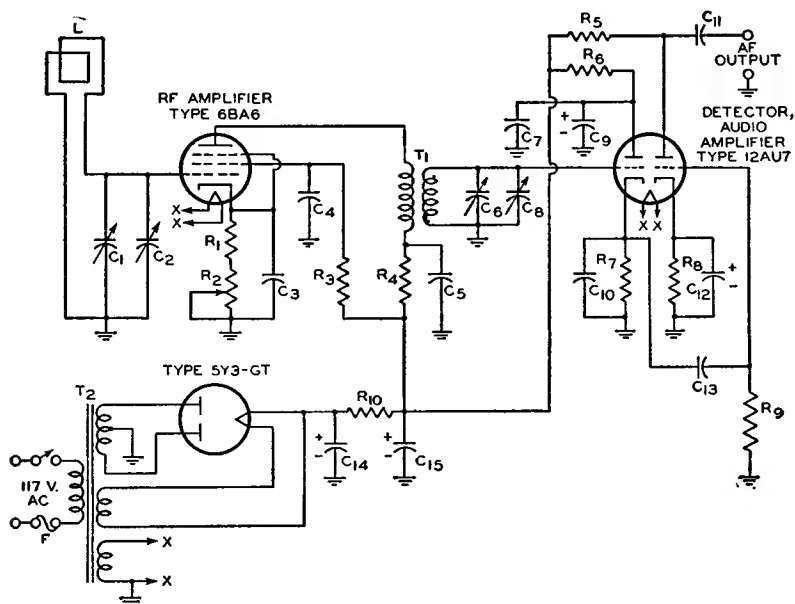 L
RF AMPLIFIER
TYPE 6BA6
R5
C11
AF
OUTPUT
R6
C7
+
-
C9
DETECTOR,
AUDIO
AMPLIFIER
TYPE 12AU7
T1
C1
C2
X
X
R1
R2
C3
C4
R3
R4
C5
C6
C8
X X
C10
R7
R8
C12
+
-
C13
R9
TYPE 5Y3-GT
T2
R10
+
-
C14
+
-
C15
117 V.
AC
F
X
X